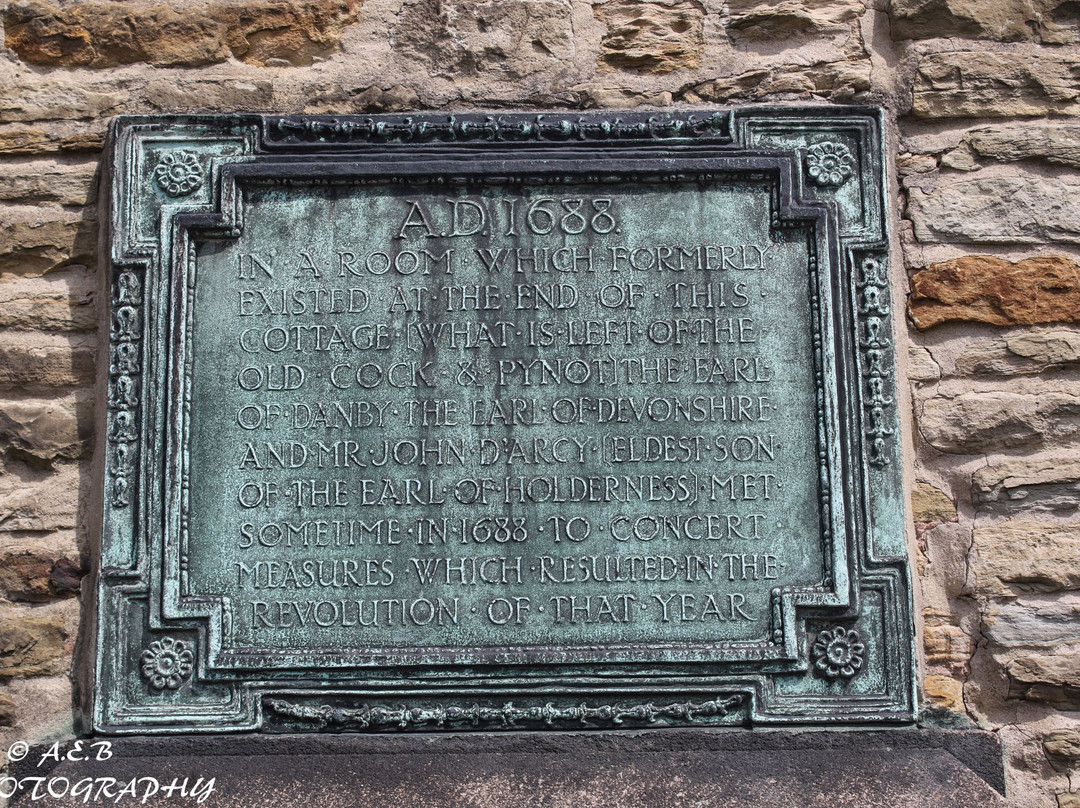 A.D. 1688.
IN · A ROOM · WHICH FORMERLY·
EXISTED · AT · THE · END · OF · THIS ·
COTTAGE [WHAT · IS · LEFT · OF · THE ·
OLD · COCK · & · PYNOT] THE · EARL
OF · DANBY · THE EARL · OF · DEVONSHIRE ·
AND · MR · JOHN · D'ARCY · [ELDEST · SON
OF · THE · EARL · OF · HOLDERNESS] · MET ·
SOMETIME · IN · 1688 · TO · CONCERT ·
MEASURES · WHICH · RESULTED · IN · THE ·
REVOLUTION · OF · THAT · YEAR
© A.E.B
OTOGRAPHY